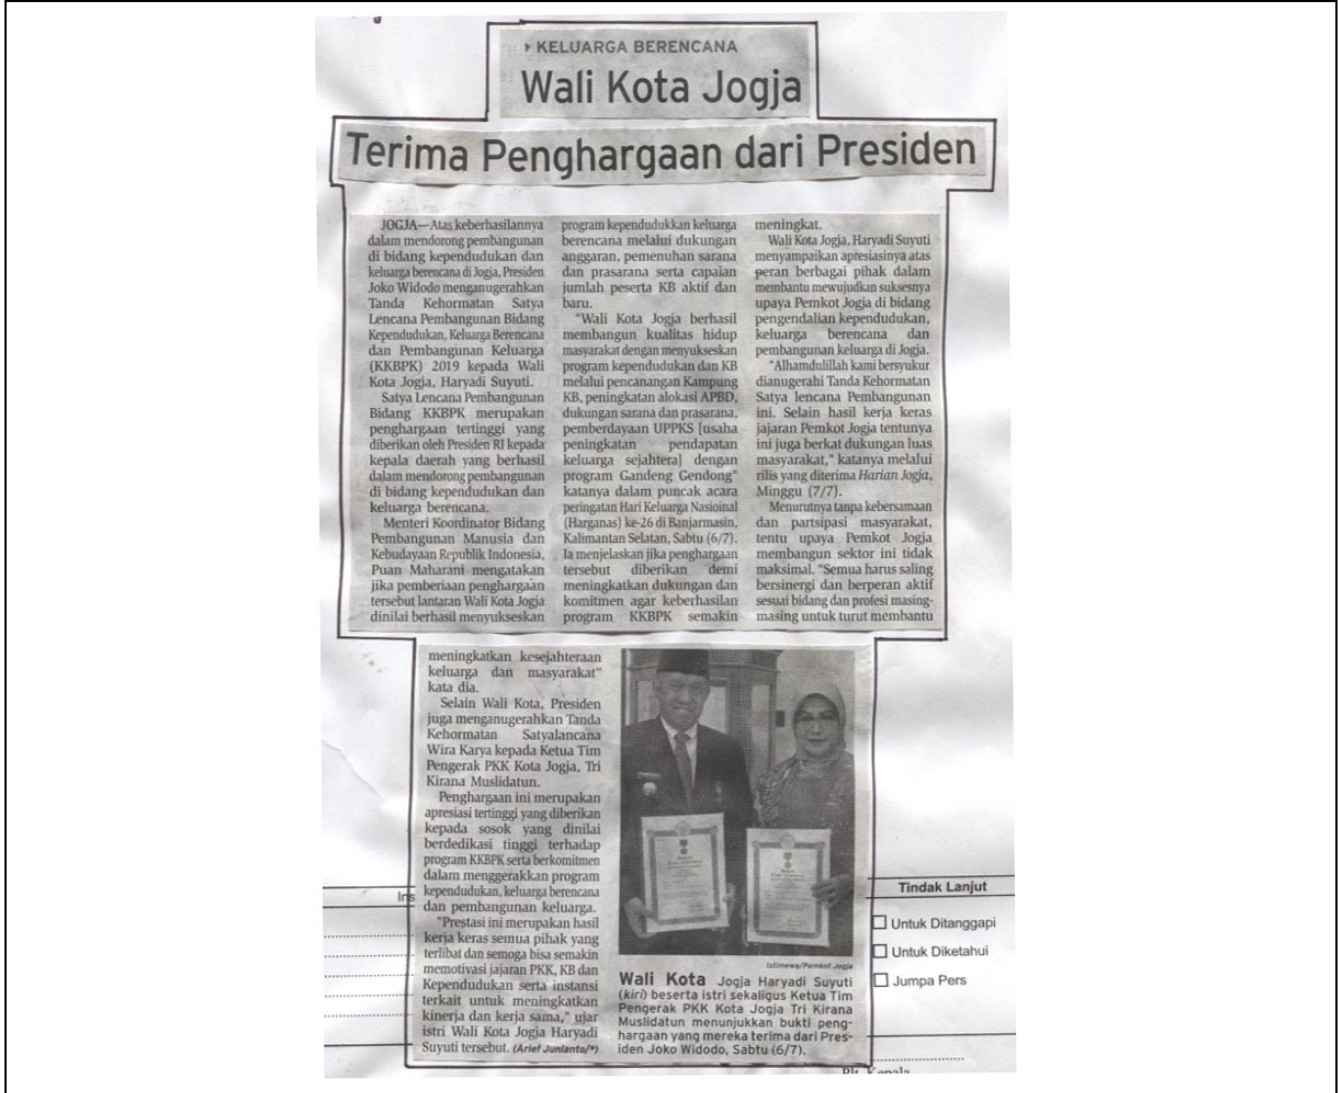 KELUARGA BERENCANA
Wali Kota Jogja
Terima Penghargaan dari Presiden
JOGJA—Atas keberhasilannya
dalam mendorong pembangunan
di bidang kependudukan dan
keluarga berencana di Jogja, Presiden
Joko Widodo menganugerahkan
Tanda Kehormatan Satya
Lencana Pembangunan Bidang
Kependudukan, Keluarga Berencana
dan Pembangunan Keluarga
(KKBPK) 2019 kepada Wali
Kota Jogja, Haryadi Suyuti.
Satya Lencana Pembangunan
Bidang KKBPK merupakan
penghargaan tertinggi yang
diberikan oleh Presiden RI kepada
kepala daerah yang berhasil
dalam mendorong pembangunan
di bidang kependudukan dan
keluarga berencana.
Menteri Koordinator Bidang
Pembangunan Manusia dan
Kebudayaan Republik Indonesia,
Puan Maharani mengatakan
jika pemberiaan penghargaan
tersebut lantaran Wali Kota Jogja
dinilai berhasil menyukseskan
program kependudukkan keluarga
berencana melalui dukungan
anggaran, pemenuhan sarana
dan prasarana serta capaian
jumlah peserta KB aktif dan
baru.
"Wali Kota Jogja berhasil
membangun kualitas hidup
masyarakat dengan menyukseskan
program kependudukan dan KB
melalui pencanangan Kampung
KB, peningkatan alokasi APBD,
dukungan sarana dan prasarana,
pemberdayaan UPPKS [usaha
peningkatan pendapatan
keluarga sejahtera] dengan
program Gandeng Gendong"
katanya dalam puncak acara
peringatan Hari Keluarga Nasioinal
(Harganas) ke-26 di Banjarmasin,
Kalimantan Selatan, Sabtu (6/7).
Ia menjelaskan jika penghargaan
tersebut diberikan demi
meningkatkan dukungan dan
komitmen agar keberhasilan
program KKBPK semakin
meningkat.
Wali Kota Jogja, Haryadi Suyuti
menyampaikan apresiasinya atas
peran berbagai pihak dalam
membantu mewujudkan suksesnya
upaya Pemkot Jogja di bidang
pengendalian kependudukan,
keluarga berencana dan
pembangunan keluarga di Jogja.
"Alhamdulillah kami bersyukur
dianugerahi Tanda Kehormatan
Satya lencana Pembangunan
ini. Selain hasil kerja keras
jajaran Pemkot Jogja tentunya
ini juga berkat dukungan luas
masyarakat," katanya melalui
rilis yang diterima Harian Jogja,
Minggu (7/7).
Menurutnya tanpa kebersamaan
dan partsipasi masyarakat,
tentu upaya Pemkot Jogja
membangun sektor ini tidak
maksimal. "Semua harus saling
bersinergi dan berperan aktif
sesuai bidang dan profesi masing-
masing untuk turut membantu
meningkatkan kesejahteraan
keluarga dan masyarakat"
kata dia.
Selain Wali Kota, Presiden
juga menganugerahkan Tanda
Kehormatan Satyalancana
Wira Karya kepada Ketua Tim
Pengerak PKK Kota Jogja, Tri
Kirana Muslidatun.
Penghargaan ini merupakan
apresiasi tertinggi yang diberikan
kepada sosok yang dinilai
berdedikasi tinggi terhadap
program KKBPK serta berkomitmen
dalam menggerakkan program
kependudukan, keluarga berencana
dan pembangunan keluarga.
"Prestasi ini merupakan hasil
kerja keras semua pihak yang
terlibat dan semoga bisa semakin
memotivasi jajaran PKK, KB dan
Kependudukan serta instansi
terkait untuk meningkatkan
kinerja dan kerja sama," ujar
istri Wali Kota Jogja Haryadi
Suyuti tersebut. (Arief Junianto/*)
Istimewa/Pemkot Jogja
Wali Kota Jogja Haryadi Suyuti
(kiri) beserta istri sekaligus Ketua Tim
Pengerak PKK Kota Jogja Tri Kirana
Muslidatun menunjukkan bukti peng-
hargaan yang mereka terima dari Pres-
iden Joko Widodo, Sabtu (6/7).
Ins
Tindak Lanjut
Untuk Ditanggapi
Untuk Diketahui
Jumpa Pers